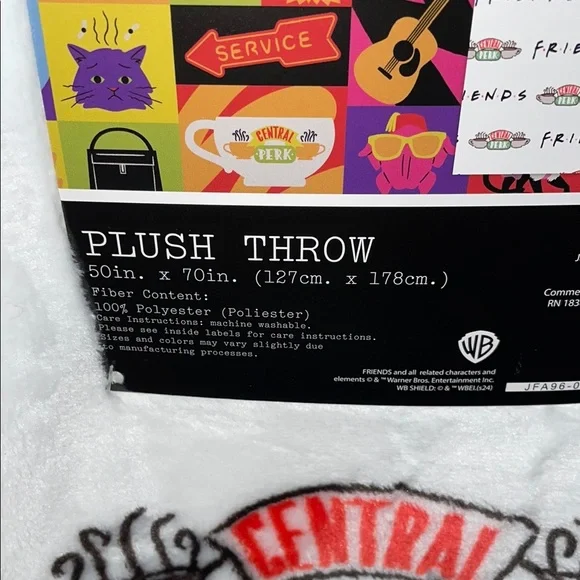 SERVICE
CENTRAL
PERK
CENTRAL
PERK
F·R·I
E·N·D·S
F·R·I
PLUSH THROW
50in. x 70in. (127cm. x 178cm.)
Fiber Content:
100% Polyester (Poliester)
Care Instructions: machine washable.
Please see inside labels for care instructions.
Sizes and colors may vary slightly due
to manufacturing processes.
J
Comme
RN 183
WB
FRIENDS and all related characters and
elements © & ™ Warner Bros. Entertainment Inc.
WB SHIELD: © & ™ WBEI. (s24)
JFA96-0
CENTRAL